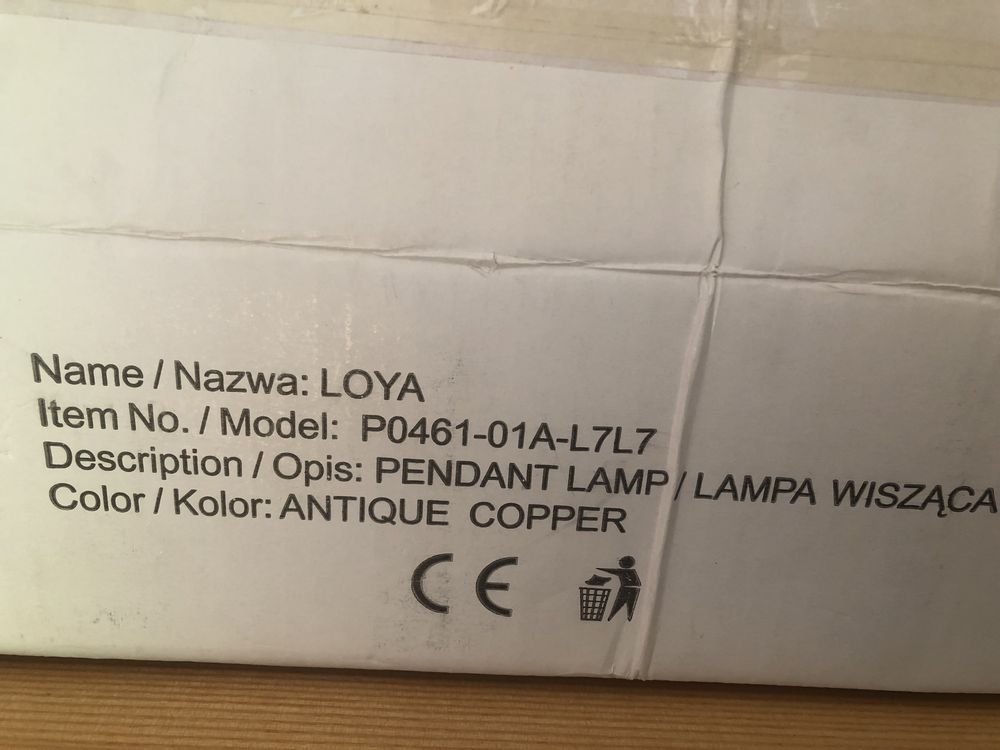 Name / Nazwa: LOYA
Item No. / Model: P0461-01A-L7L7
Description / Opis: PENDANT LAMP / LAMPA WISZĄCA
Color / Kolor: ANTIQUE COPPER
CE